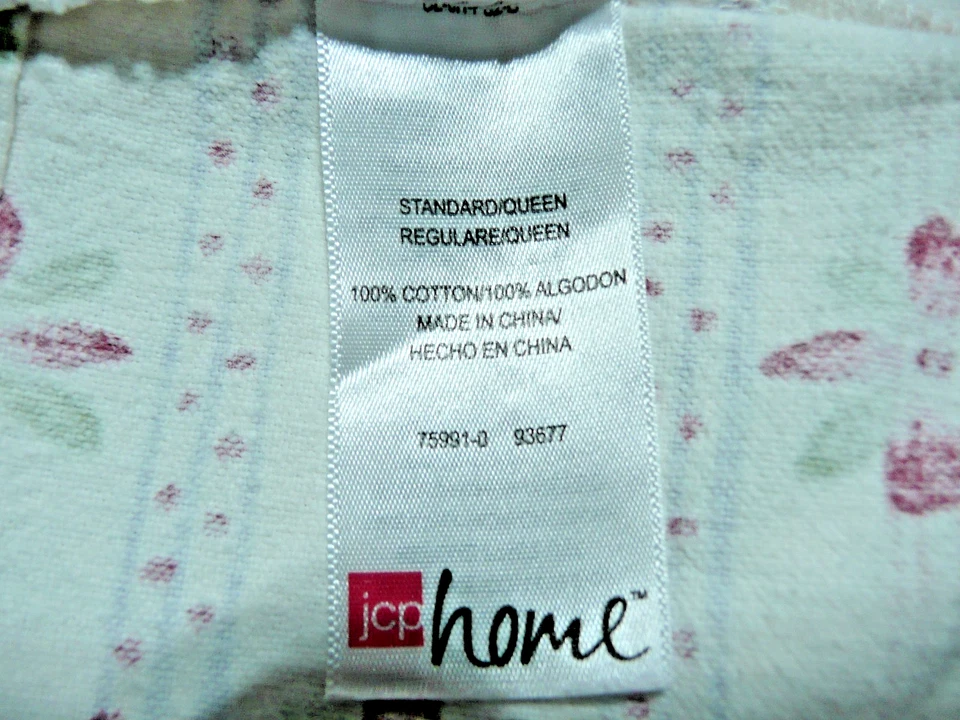 STANDARD/QUEEN
REGULARE/QUEEN
100% COTTON/100% ALGODON
MADE IN CHINA/
HECHO EN CHINA
75991-0 93677
jcp home™